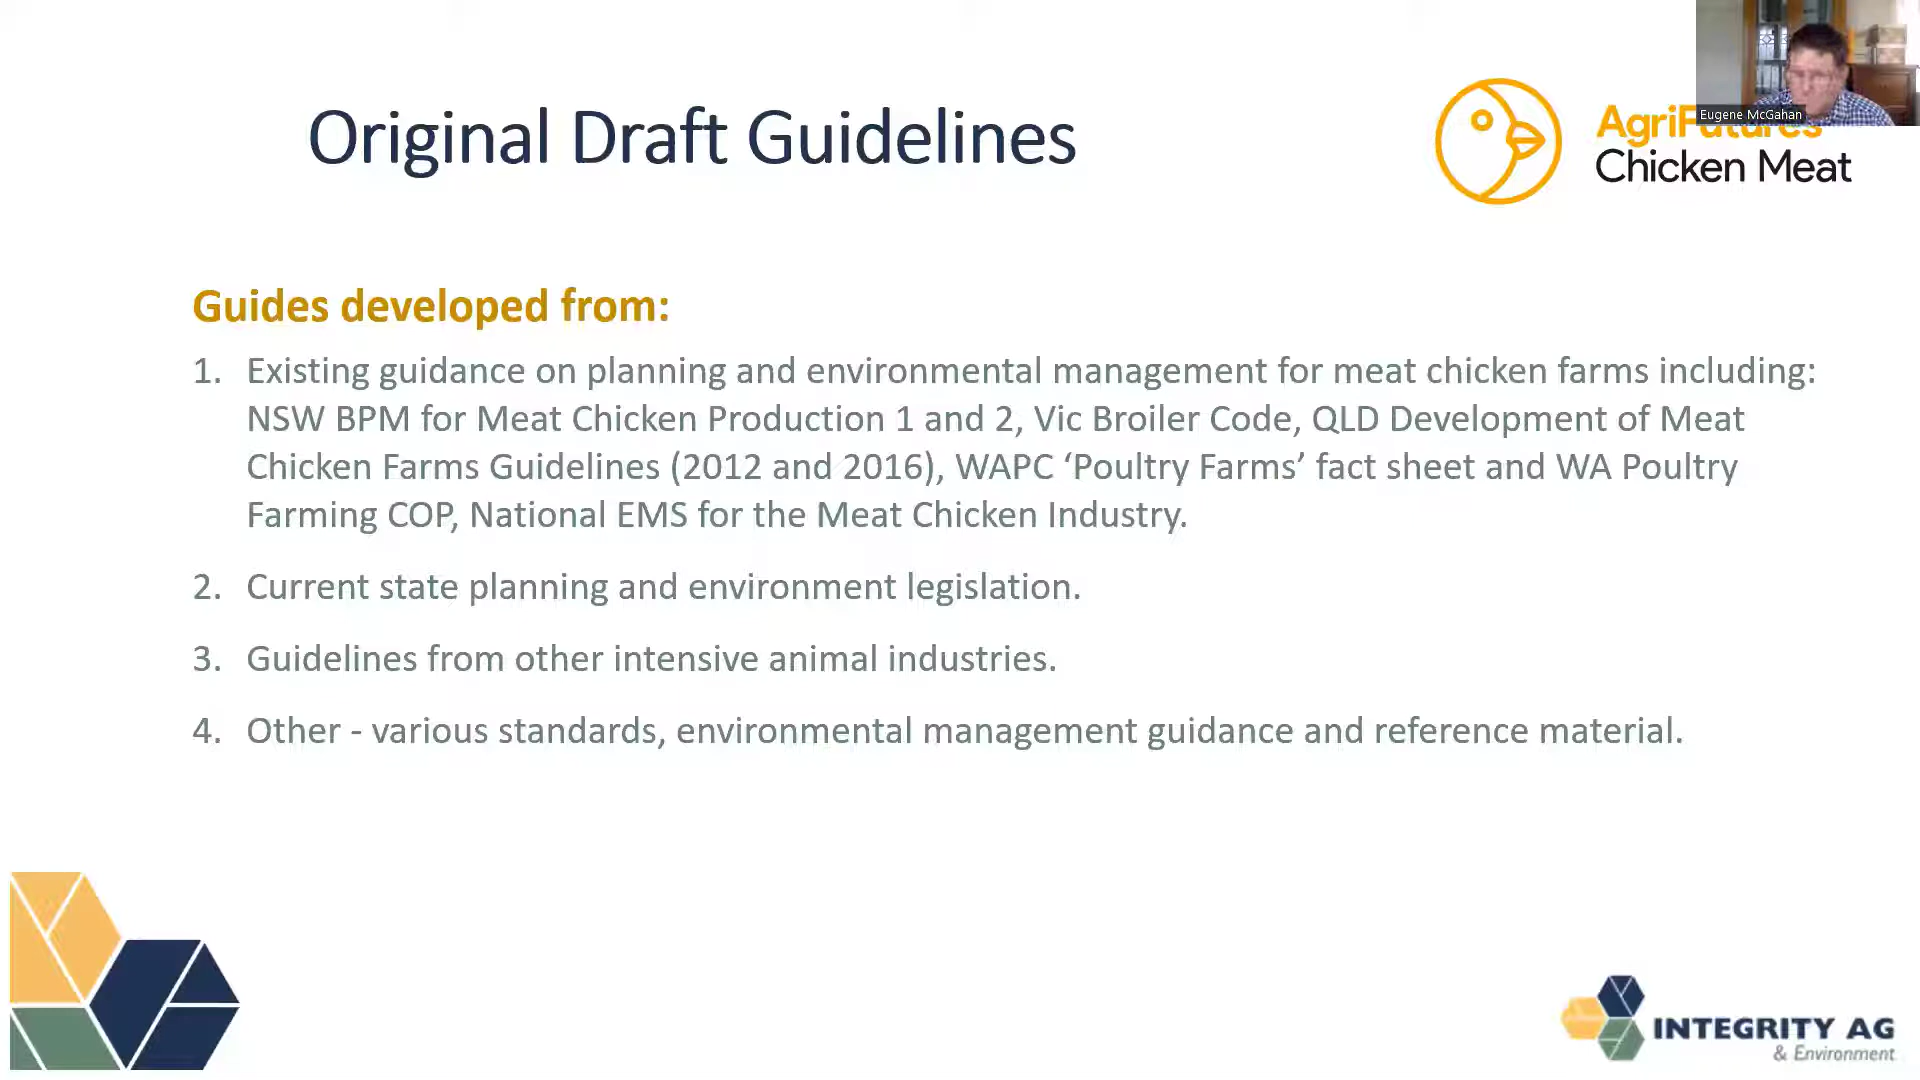 Eugene McGahan
Original Draft Guidelines
AgriFutures
Chicken Meat
Guides developed from:
1. Existing guidance on planning and environmental management for meat chicken farms including:
NSW BPM for Meat Chicken Production 1 and 2, Vic Broiler Code, QLD Development of Meat
Chicken Farms Guidelines (2012 and 2016), WAPC ‘Poultry Farms’ fact sheet and WA Poultry
Farming COP, National EMS for the Meat Chicken Industry.
2. Current state planning and environment legislation.
3. Guidelines from other intensive animal industries.
4. Other - various standards, environmental management guidance and reference material.
INTEGRITY AG
& Environment